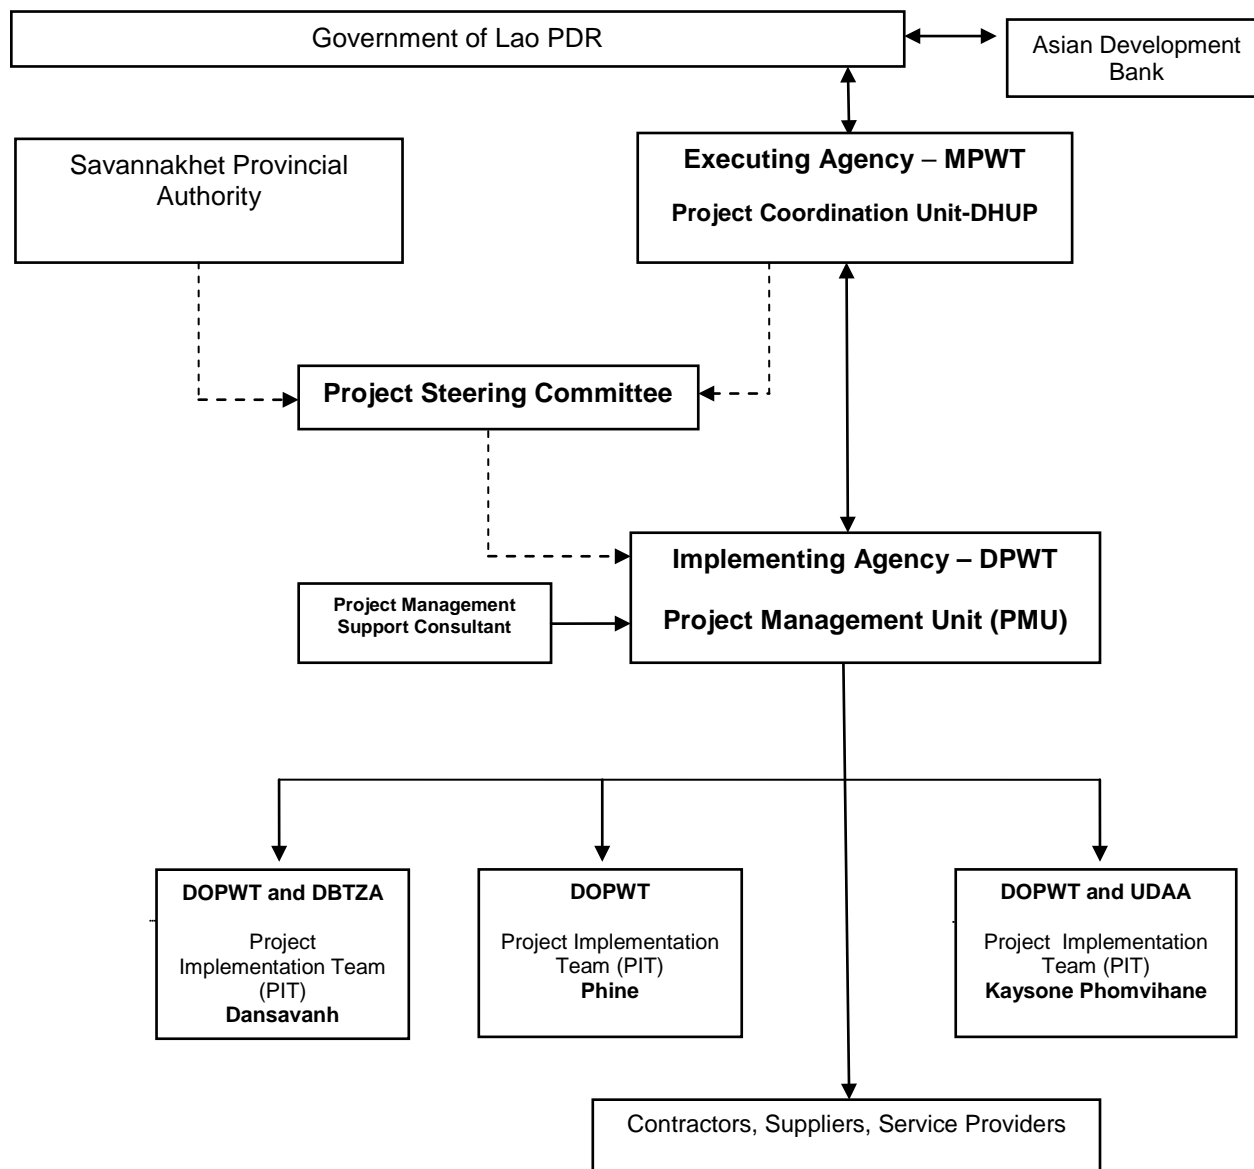 Government of Lao PDR
Asian Development
Bank
Savannakhet Provincial
Authority
Executing Agency – MPWT
Project Coordination Unit-DHUP
Project Steering Committee
Implementing Agency – DPWT
Project Management Unit (PMU)
Project Management
Support Consultant
DOPWT and DBTZA
Project
Implementation Team
(PIT)
Dansavanh
DOPWT
Project Implementation
Team (PIT)
Phine
DOPWT and UDAA
Project Implementation
Team (PIT)
Kaysone Phomvihane
Contractors, Suppliers, Service Providers